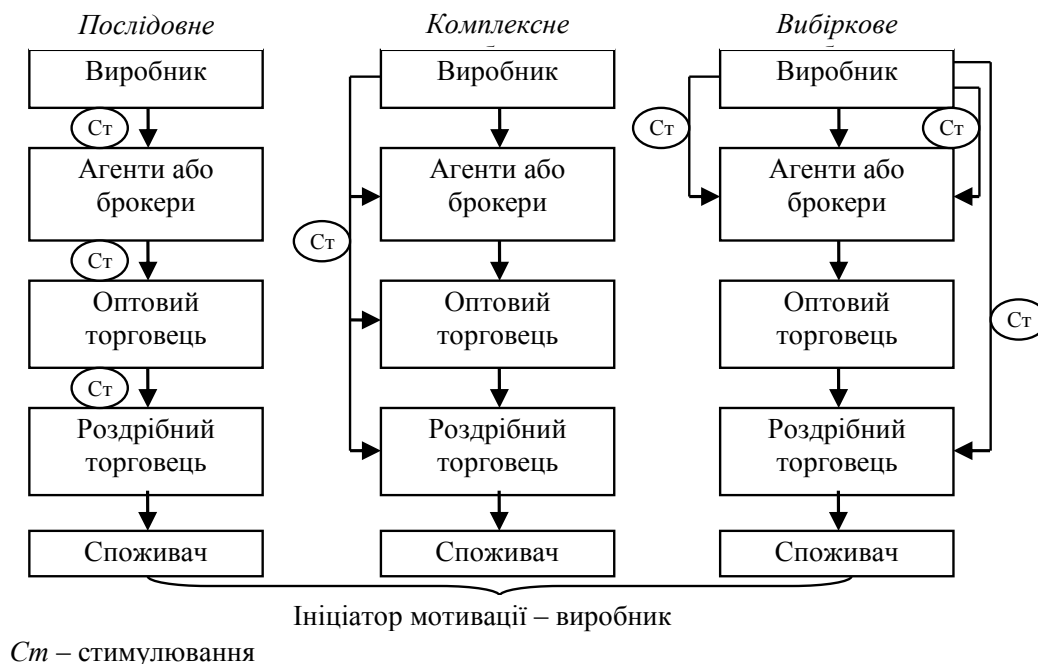 Послідовне
Виробник
Ст
Агенти або
брокери
Ст
Оптовий
торговець
Ст
Роздрібний
торговець
Споживач
Комплексне
Виробник
Агенти або
брокери
Ст
Оптовий
торговець
Роздрібний
торговець
Споживач
Вибіркове
Виробник
Ст
Ст
Агенти або
брокери
Оптовий
торговець
Ст
Роздрібний
торговець
Споживач
Ініціатор мотивації – виробник
Ст – стимулювання